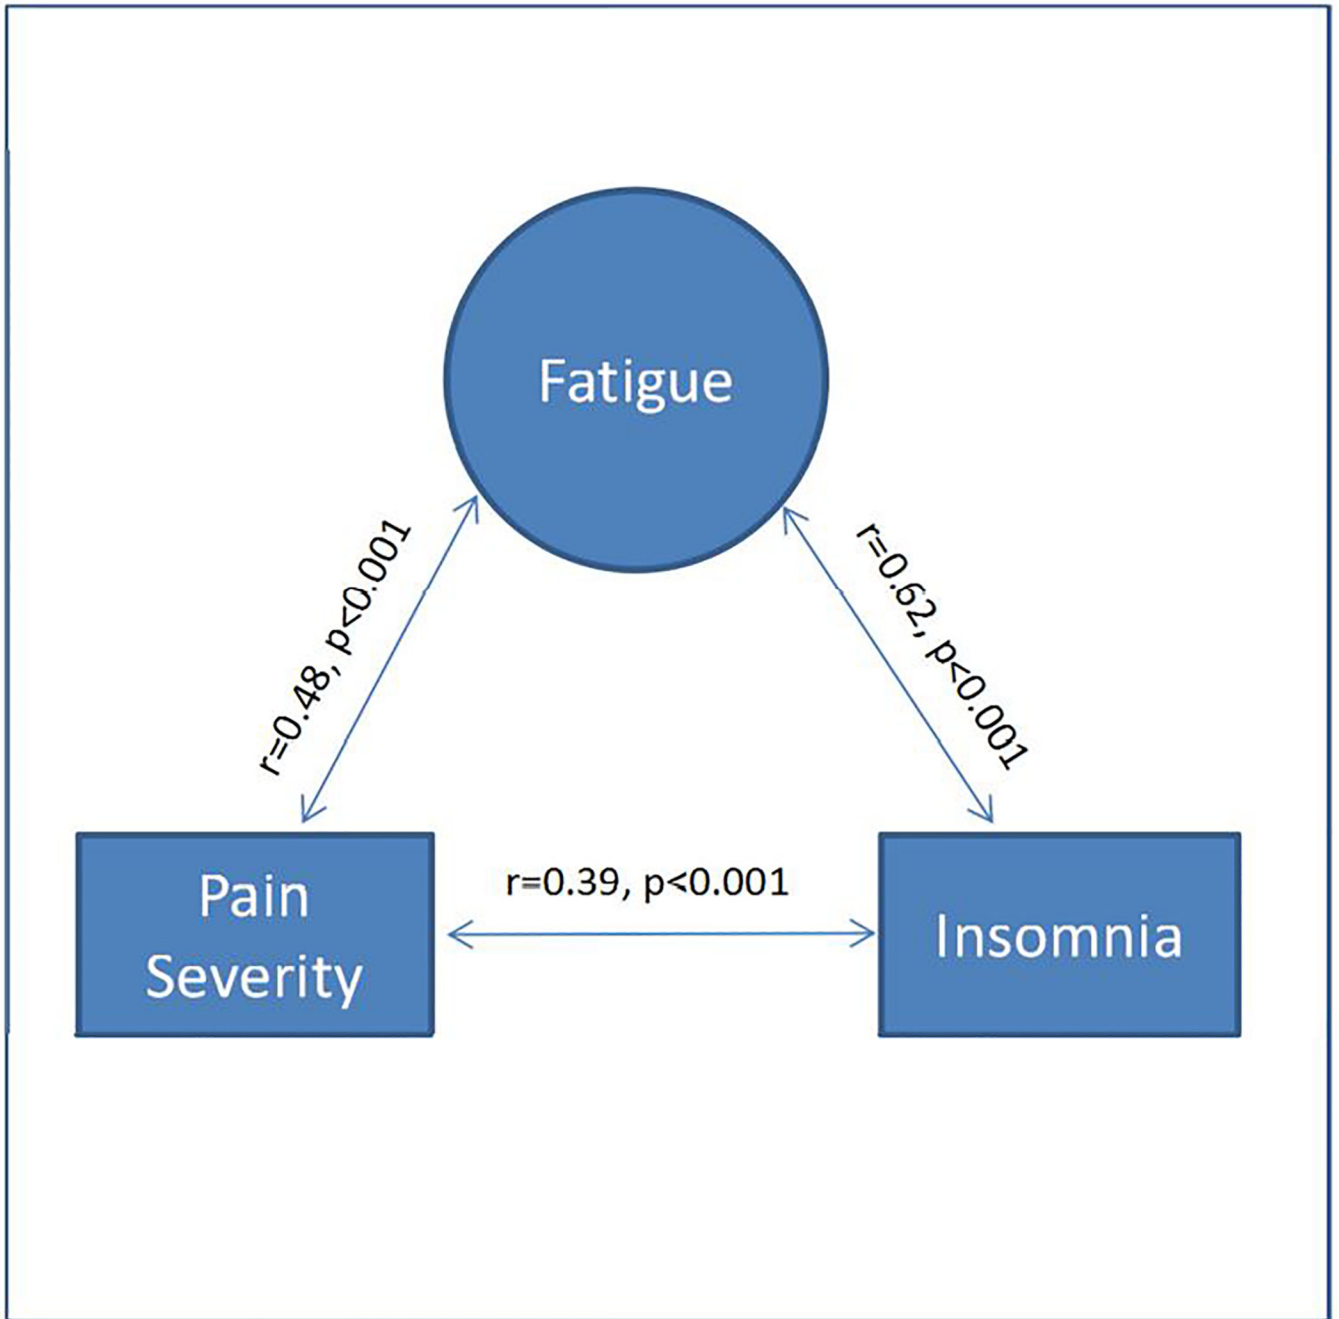 Fatigue
r=0.48, p<0.001
r=0.62, p<0.001
Pain
Severity
r=0.39, p<0.001
Insomnia